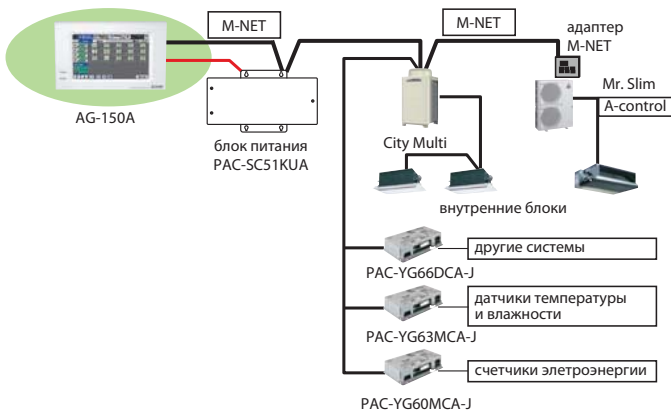 M-NET
M-NET
адаптер
M-NET
AG-150A
блок питания
PAC-SC51KUA
City Multi
Mr. Slim
A-control
внутренние блоки
другие системы
PAC-YG66DCA-J
датчики температуры
и влажности
PAC-YG63MCA-J
счетчики элетроэнергии
PAC-YG60MCA-J